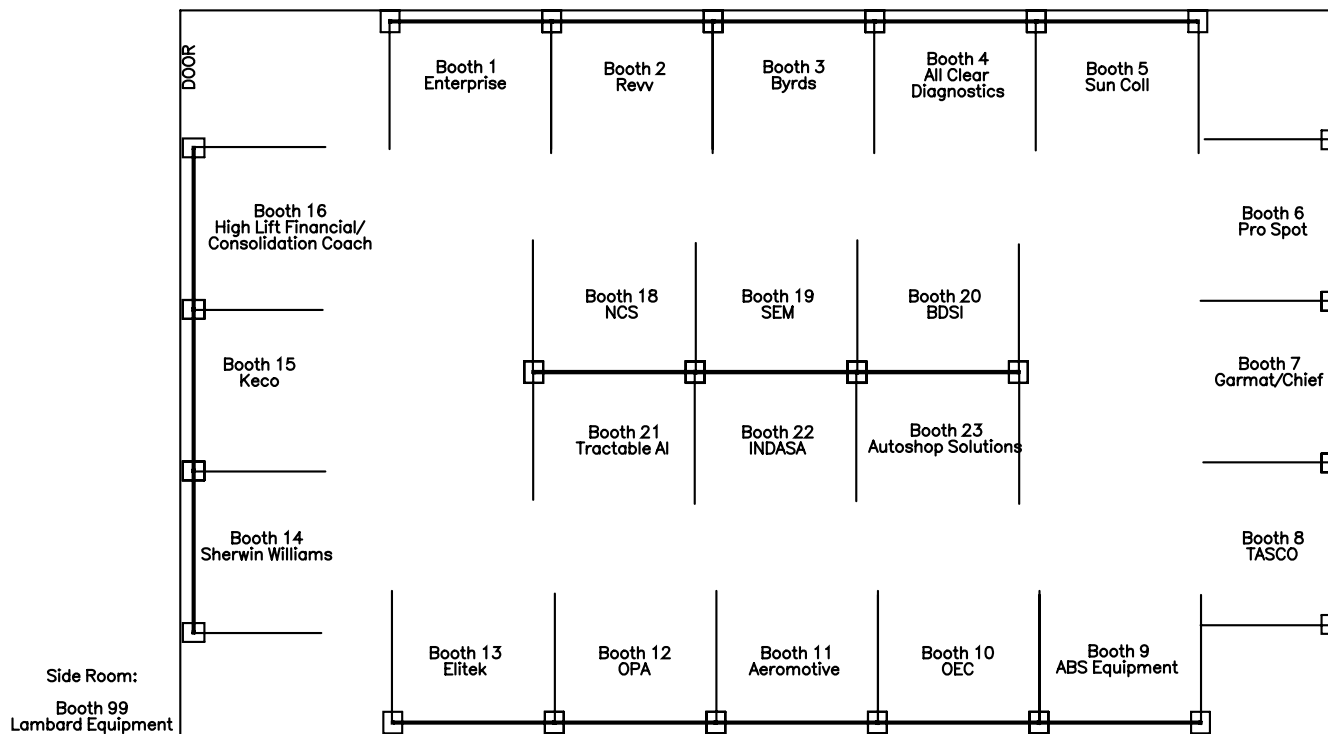 DOOR
Booth 1
Enterprise
Booth 2
Revv
Booth 3
Byrds
Booth 4
All Clear
Diagnostics
Booth 5
Sun Coll
Booth 16
High Lift Financial/
Consolidation Coach
Booth 6
Pro Spot
Booth 18
NCS
Booth 19
SEM
Booth 20
BDSI
Booth 15
Keco
Booth 7
Garmat/Chief
Booth 21
Tractable AI
Booth 22
INDASA
Booth 23
Autoshop Solutions
Booth 14
Sherwin Williams
Booth 8
TASCO
Booth 13
Elitek
Booth 12
OPA
Booth 11
Aeromotive
Booth 10
OEC
Booth 9
ABS Equipment
Side Room:
Booth 99
Lambard Equipment